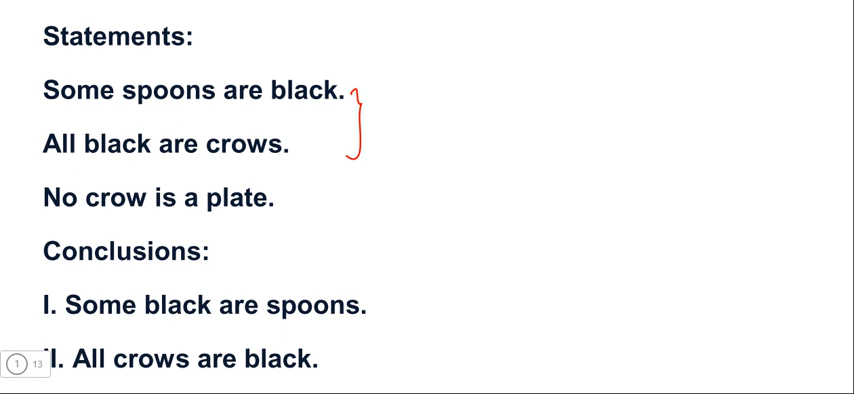 Statements:
Some spoons are black.
All black are crows.
No crow is a plate.
Conclusions:
I. Some black are spoons.
II. All crows are black.
1 13